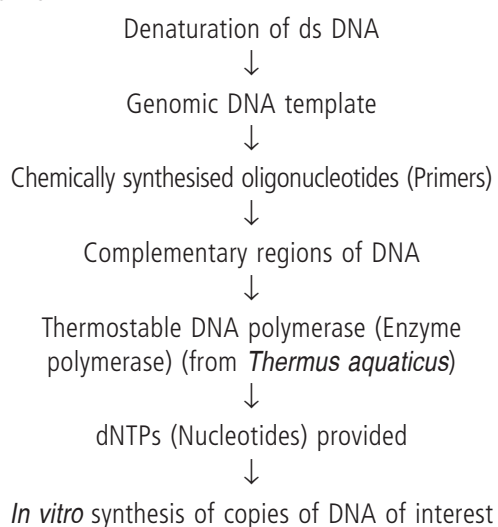 Denaturation of ds DNA
↓
Genomic DNA template
↓
Chemically synthesised oligonucleotides (Primers)
↓
Complementary regions of DNA
↓
Thermostable DNA polymerase (Enzyme
polymerase) (from Thermus aquaticus)
↓
dNTPs (Nucleotides) provided
↓
In vitro synthesis of copies of DNA of interest